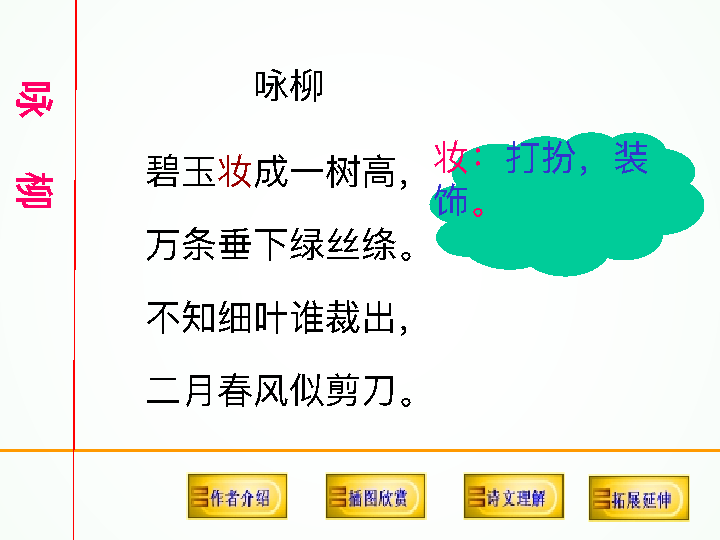 咏柳
咏柳
碧玉妆成一树高，
万条垂下绿丝绦。
不知细叶谁裁出，
二月春风似剪刀。
妆：打扮，装
饰。
作者介绍
插图欣赏
诗文理解
拓展延伸